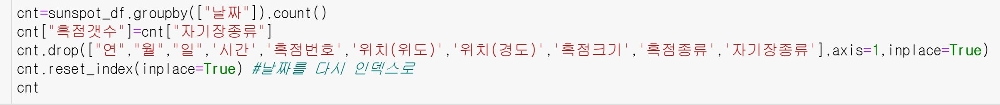 cnt=sunspot_df.groupby(["날짜"]).count()
cnt["흑점갯수"]=cnt["자기장종류"]
cnt.drop(["연","월","일",'시간','흑점번호','위치(위도)','위치(경도)','흑점크기','흑점종류','자기장종류'],axis=1,inplace=True)
cnt.reset_index(inplace=True) #날짜를 다시 인덱스로
cnt